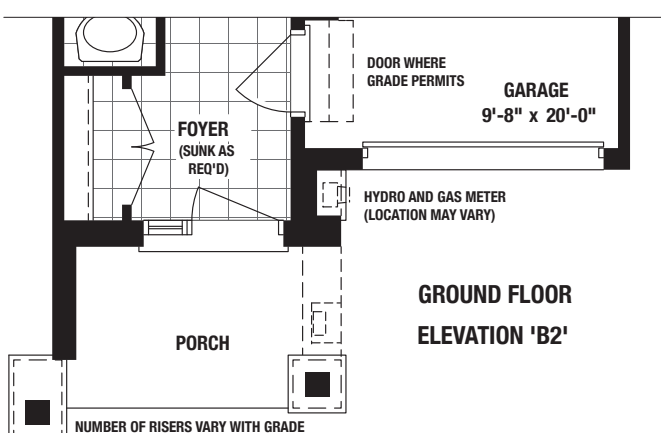 DOOR WHERE
GRADE PERMITS
GARAGE
9'-8" x 20'-0"
FOYER
(SUNK AS
REQ'D)
HYDRO AND GAS METER
(LOCATION MAY VARY)
GROUND FLOOR
ELEVATION 'B2'
PORCH
NUMBER OF RISERS VARY WITH GRADE